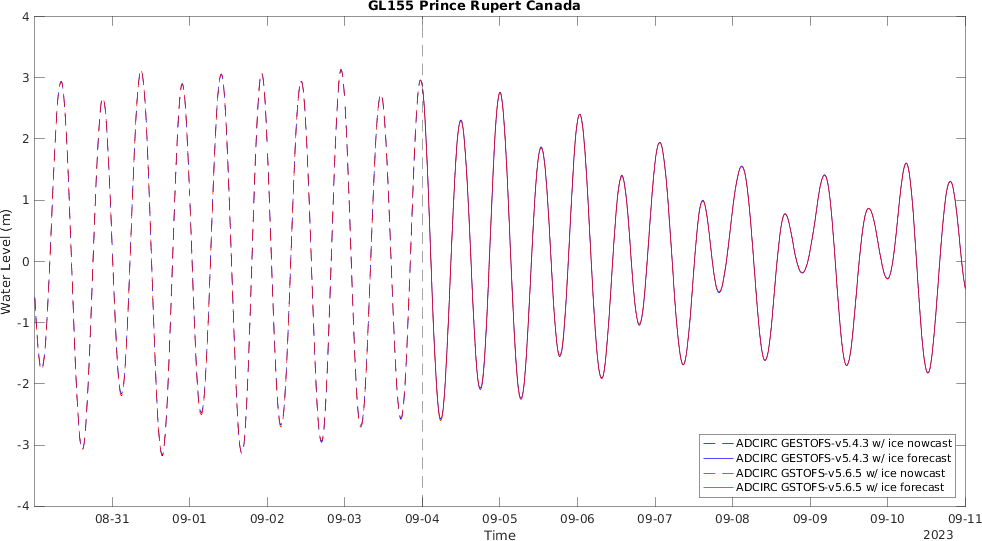 GL155 Prince Rupert Canada
4
3
2
1
0
-1
-2
-3
-4
Water Level (m)
ADCIRC GESTOFS-v5.4.3 w/ ice nowcast
ADCIRC GESTOFS-v5.4.3 w/ ice forecast
ADCIRC GSTOFS-v5.6.5 w/ ice nowcast
ADCIRC GSTOFS-v5.6.5 w/ ice forecast
08-31 09-01 09-02 09-03 09-04 09-05 09-06 09-07 09-08 09-09 09-10 09-11
Time
2023